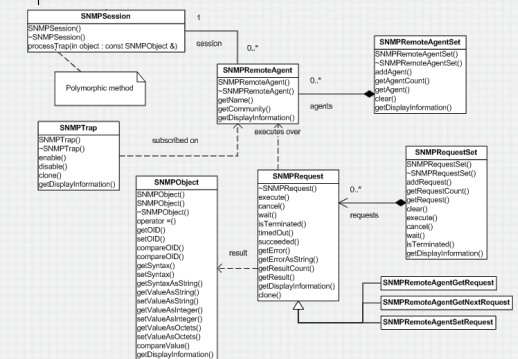 SNMPSession
SNMPSession()
~SNMPSession()
processTrap(in object : const SNMPObject &)
Polymorphic method
1
session
0..*
SNMPRemoteAgent
SNMPRemoteAgent()
~SNMPRemoteAgent()
getName()
getCommunity()
getDisplayInformation()
0..*
agents
SNMPRemoteAgentSet
SNMPRemoteAgentSet()
~SNMPRemoteAgentSet()
addAgent()
getAgentCount()
getAgent()
clear()
getDisplayInformation()
SNMPTrap
SNMPTrap()
~SNMPTrap()
enable()
disable()
clone()
getDisplayInformation()
subscribed on
executes over
SNMPObject
SNMPObject()
SNMPObject()
~SNMPObject()
operator =()
getOID()
setOID()
compareOID()
compareOID()
getSyntax()
setSyntax()
getSyntaxAsString()
getValueAsString()
setValueAsString()
getValueAsInteger()
setValueAsInteger()
getValueAsOctets()
setValueAsOctets()
compareValue()
getDisplayInformation()
result
SNMPRequest
~SNMPRequest()
execute()
cancel()
wait()
isTerminated()
timedOut()
succeeded()
getError()
getErrorAsString()
getResultCount()
getResult()
getDisplayInformation()
clone()
0..*
requests
SNMPRequestSet
SNMPRequestSet()
~SNMPRequestSet()
addRequest()
getRequestCount()
getRequest()
clear()
execute()
cancel()
wait()
isTerminated()
getDisplayInformation()
SNMPRemoteAgentGetRequest
SNMPRemoteAgentGetNextRequest
SNMPRemoteAgentSetRequest